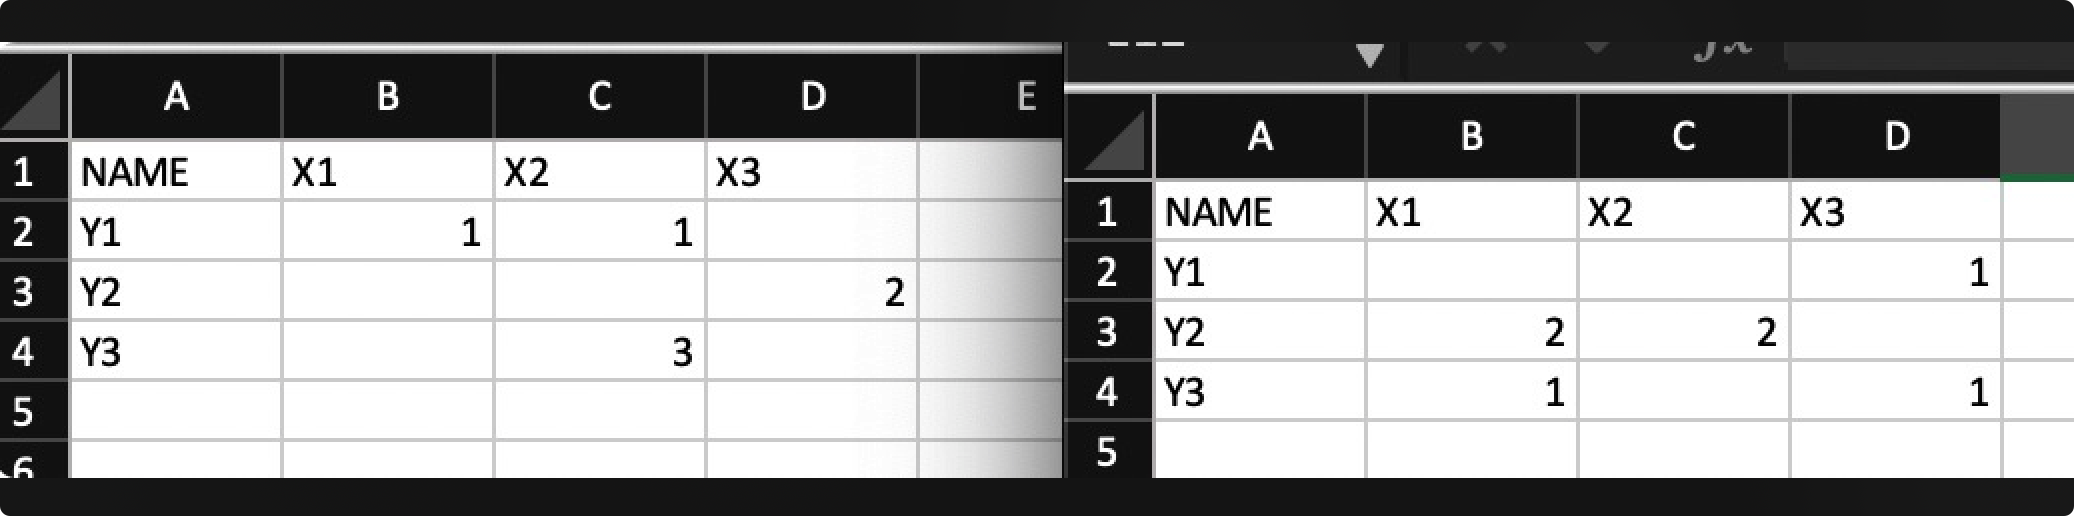 A B C D E
1 NAME X1 X2 X3
2 Y1 1 1
3 Y2 2
4 Y3 3
5
6
fx
A B C D
1 NAME X1 X2 X3
2 Y1 1
3 Y2 2 2
4 Y3 1 1
5